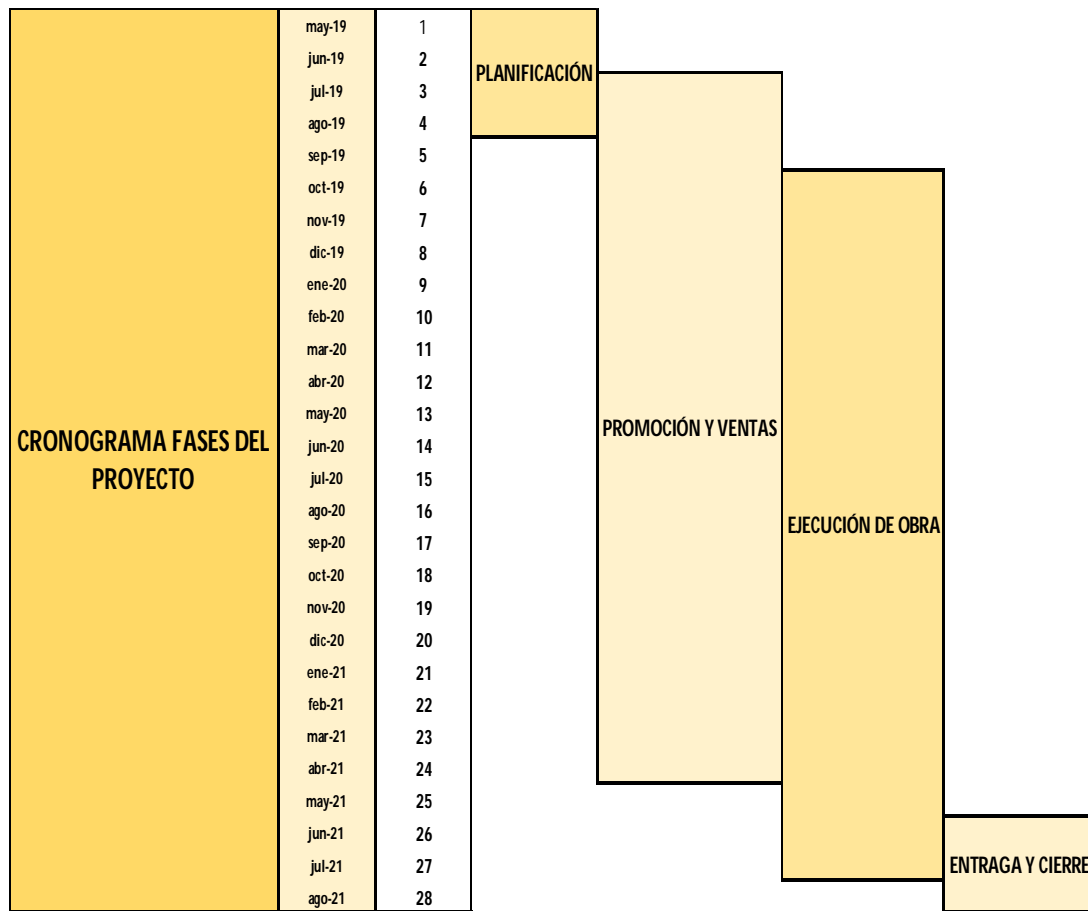 may-19 1
jun-19 2
PLANIFICACIÓN
jul-19 3
ago-19 4
sep-19 5
oct-19 6
nov-19 7
dic-19 8
ene-20 9
feb-20 10
mar-20 11
abr-20 12
may-20 13
PROMOCIÓN Y VENTAS
CRONOGRAMA FASES DEL
PROYECTO
jun-20 14
jul-20 15
ago-20 16
EJECUCIÓN DE OBRA
sep-20 17
oct-20 18
nov-20 19
dic-20 20
ene-21 21
feb-21 22
mar-21 23
abr-21 24
may-21 25
jun-21 26
jul-21 27
ENTRAGA Y CIERRE
ago-21 28